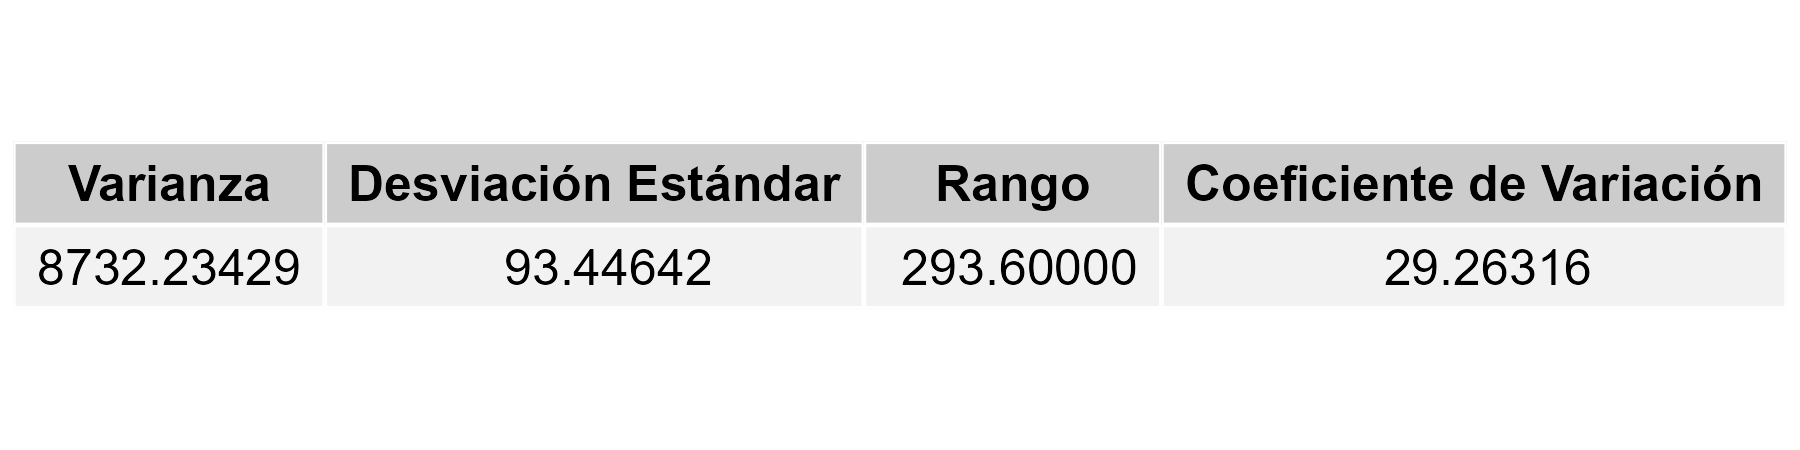 Varianza Desviación Estándar Rango Coeficiente de Variación
8732.23429 93.44642 293.60000 29.26316